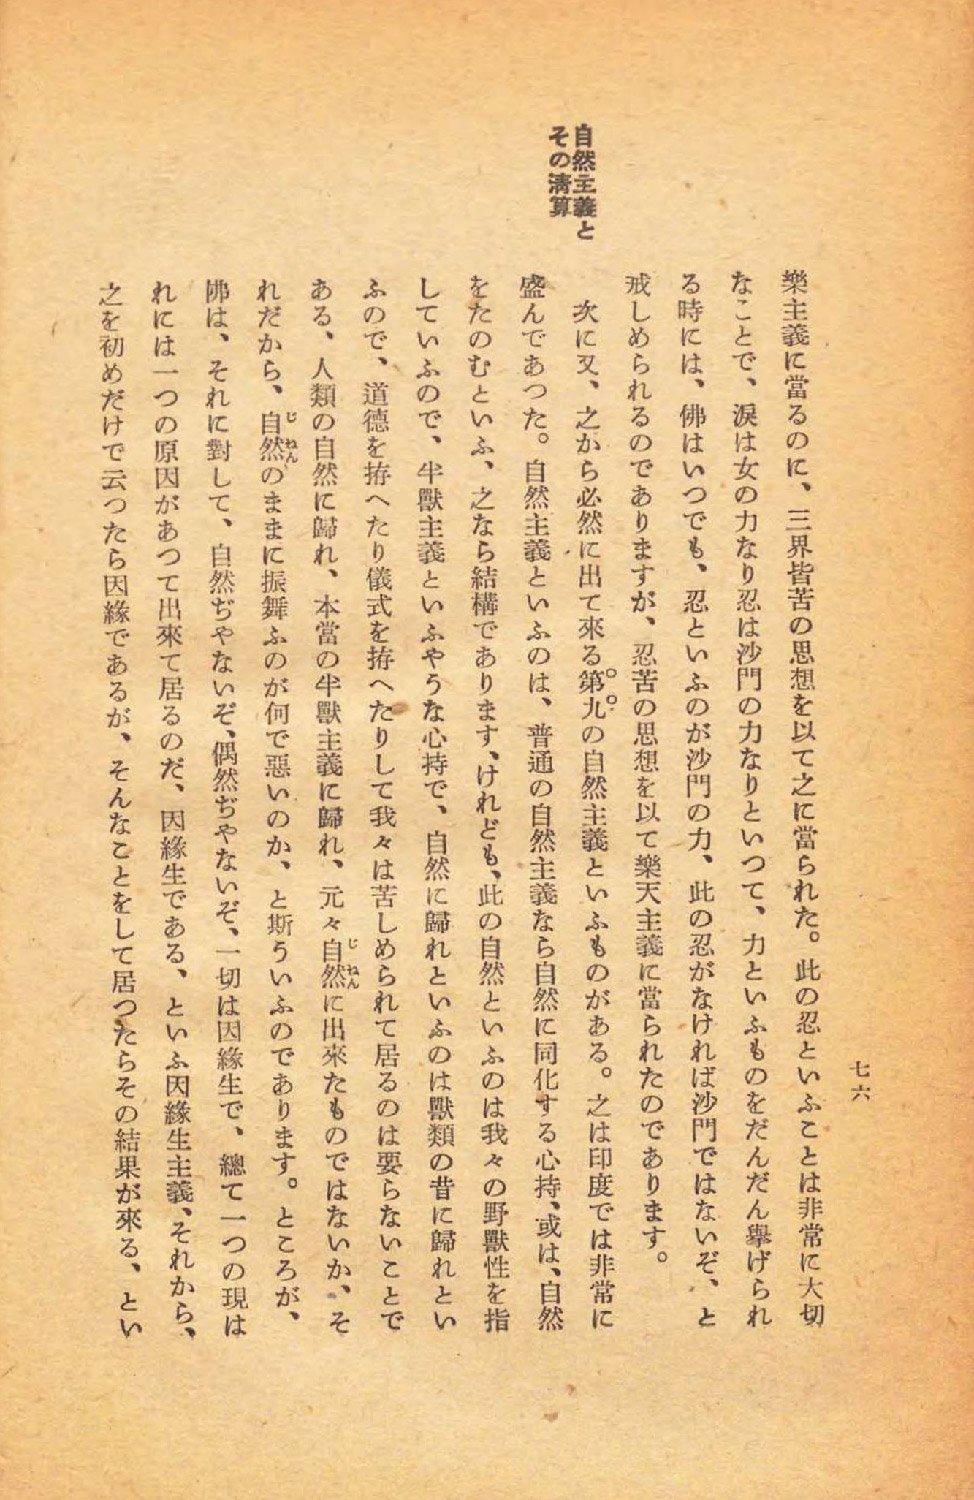 七六
樂主義に當るのに、三界皆苦の思想を以て之に當られた。此の忍といふことは非常に大切
なことで、淚は女の力なり忍は沙門の力なりといつて、力といふものをだんだん擧げられ
る時には、佛はいつでも、忍といふのが沙門の力、此の忍がなければ沙門ではないぞ、と
戒しめられるのでありますが、忍苦の思想を以て樂天主義に當られたのであります。
自然主義と
その淸算
次に又、之から必然に出て來る第九の自然主義といふものがある。之は印度では非常に
盛んであつた。自然主義といふのは、普通の自然主義なら自然に同化する心持、或は、自然
をたのむといふ、之なら結構であります、けれども、此の自然といふのは我々の野獸性を指
していふので、半獸主義といふやうな心持で、自然に歸れといふのは獸類の昔に歸れとい
ふので、道德を拵へたり儀式を拵へたりして我々は苦しめられて居るのは要らないことで
ある、人類の自然に歸れ、本當の半獸主義に歸れ、元々自然じねんに出來たものではないか、そ
れだから、自然じねんのままに振舞ふのが何で惡いのか、と斯ういふのであります。ところが、
佛は、それに對して、自然ぢやないぞ、偶然ぢやないぞ、一切は因緣生で、總て一つの現は
れには一つの原因があつて出來て居るのだ、因緣生である、といふ因緣生主義、それから、
之を初めだけで云つたら因緣であるが、そんなことをして居つたらその結果が來る、とい